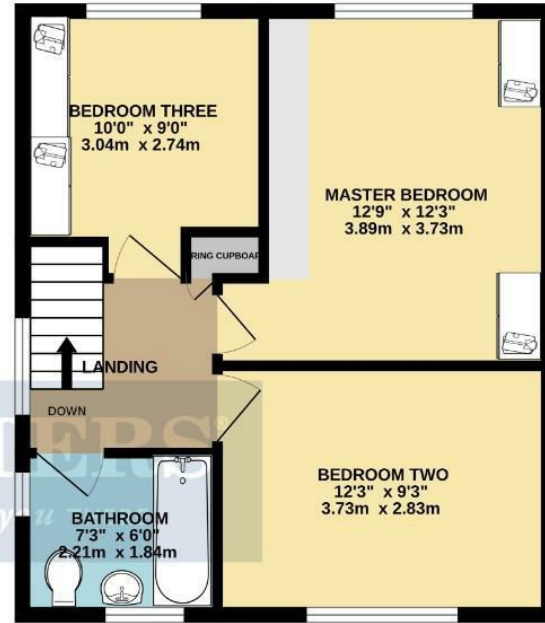 BEDROOM THREE
10'0" x 9'0"
3.04m x 2.74m
MASTER BEDROOM
12'9" x 12'3"
3.89m x 3.73m
RING CUPBOAR
LANDING
DOWN
TERS
you
BEDROOM TWO
12'3" x 9'3"
3.73m x 2.83m
BATHROOM
7'3" x 6'0"
2.21m x 1.84m